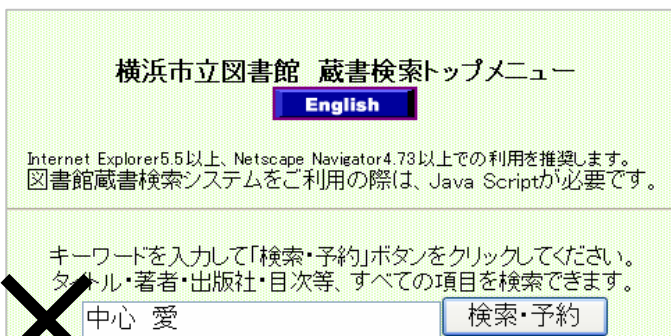 横浜市立図書館 蔵書検索トップメニュー
English
Internet Explorer5.5以上、Netscape Navigator4.73以上での利用を推奨します。
図書館蔵書検索システムをご利用の際は、Java Scriptが必要です。
キーワードを入力して「検索・予約」ボタンをクリックしてください。
タイトル・著者・出版社・目次等、すべての項目を検索できます。
中心 愛 検索・予約